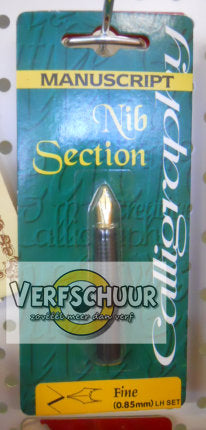 MANUSCRIPT
Nib
Section
Calligraphy
VERFSCHUUR
zoveel meer dan verf
Fine
(0.85mm) LH SET